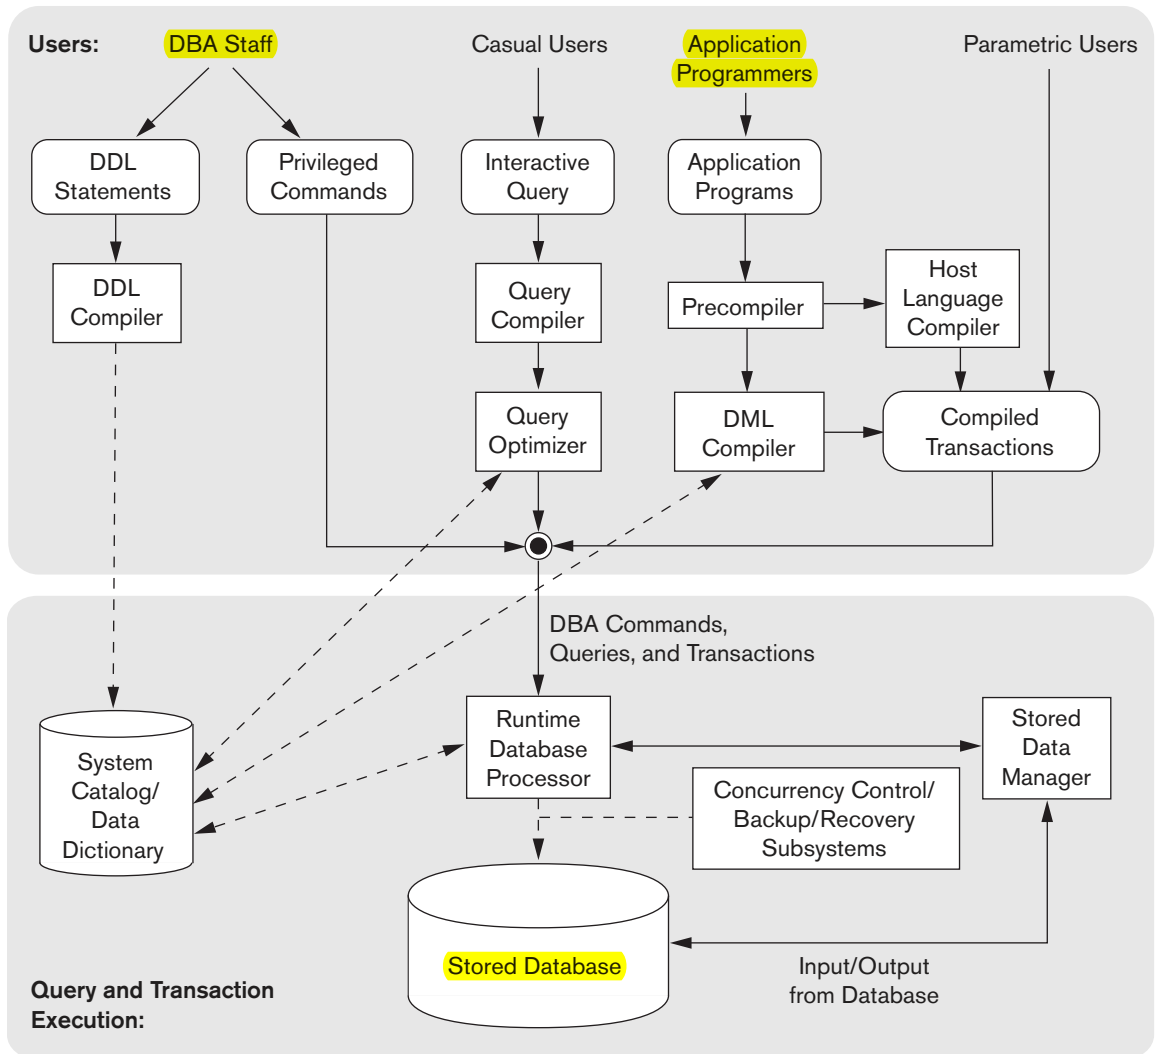 Users:
DBA Staff
Casual Users
Application
Programmers
Parametric Users
DDL
Statements
Privileged
Commands
Interactive
Query
Application
Programs
DDL
Compiler
Query
Compiler
Precompiler
Host
Language
Compiler
Query
Optimizer
DML
Compiler
Compiled
Transactions
DBA Commands,
Queries, and Transactions
System
Catalog/
Data
Dictionary
Runtime
Database
Processor
Stored
Data
Manager
Concurrency Control/
Backup/Recovery
Subsystems
Stored Database
Input/Output
from Database
Query and Transaction
Execution: